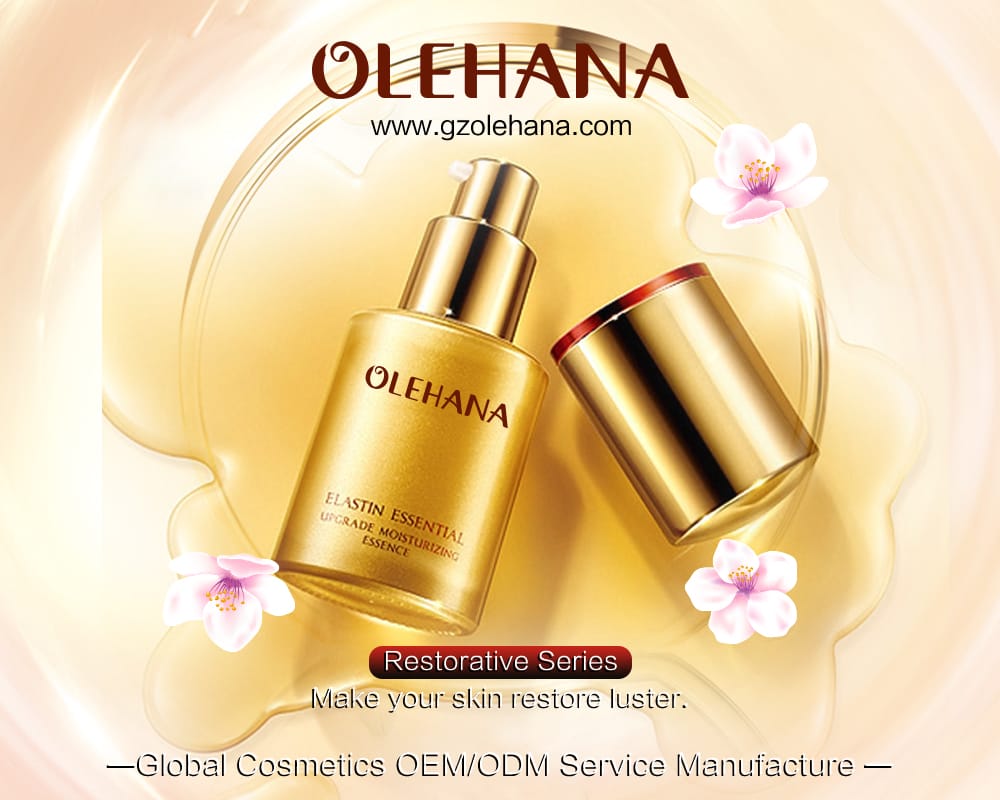 OLEHANA
www.gzolehana.com
OLEHANA
ELASTIN ESSENTIAL
UPGRADE MOISTURIZING
ESSENCE
Restorative Series
Make your skin restore luster.
—Global Cosmetics OEM/ODM Service Manufacture —